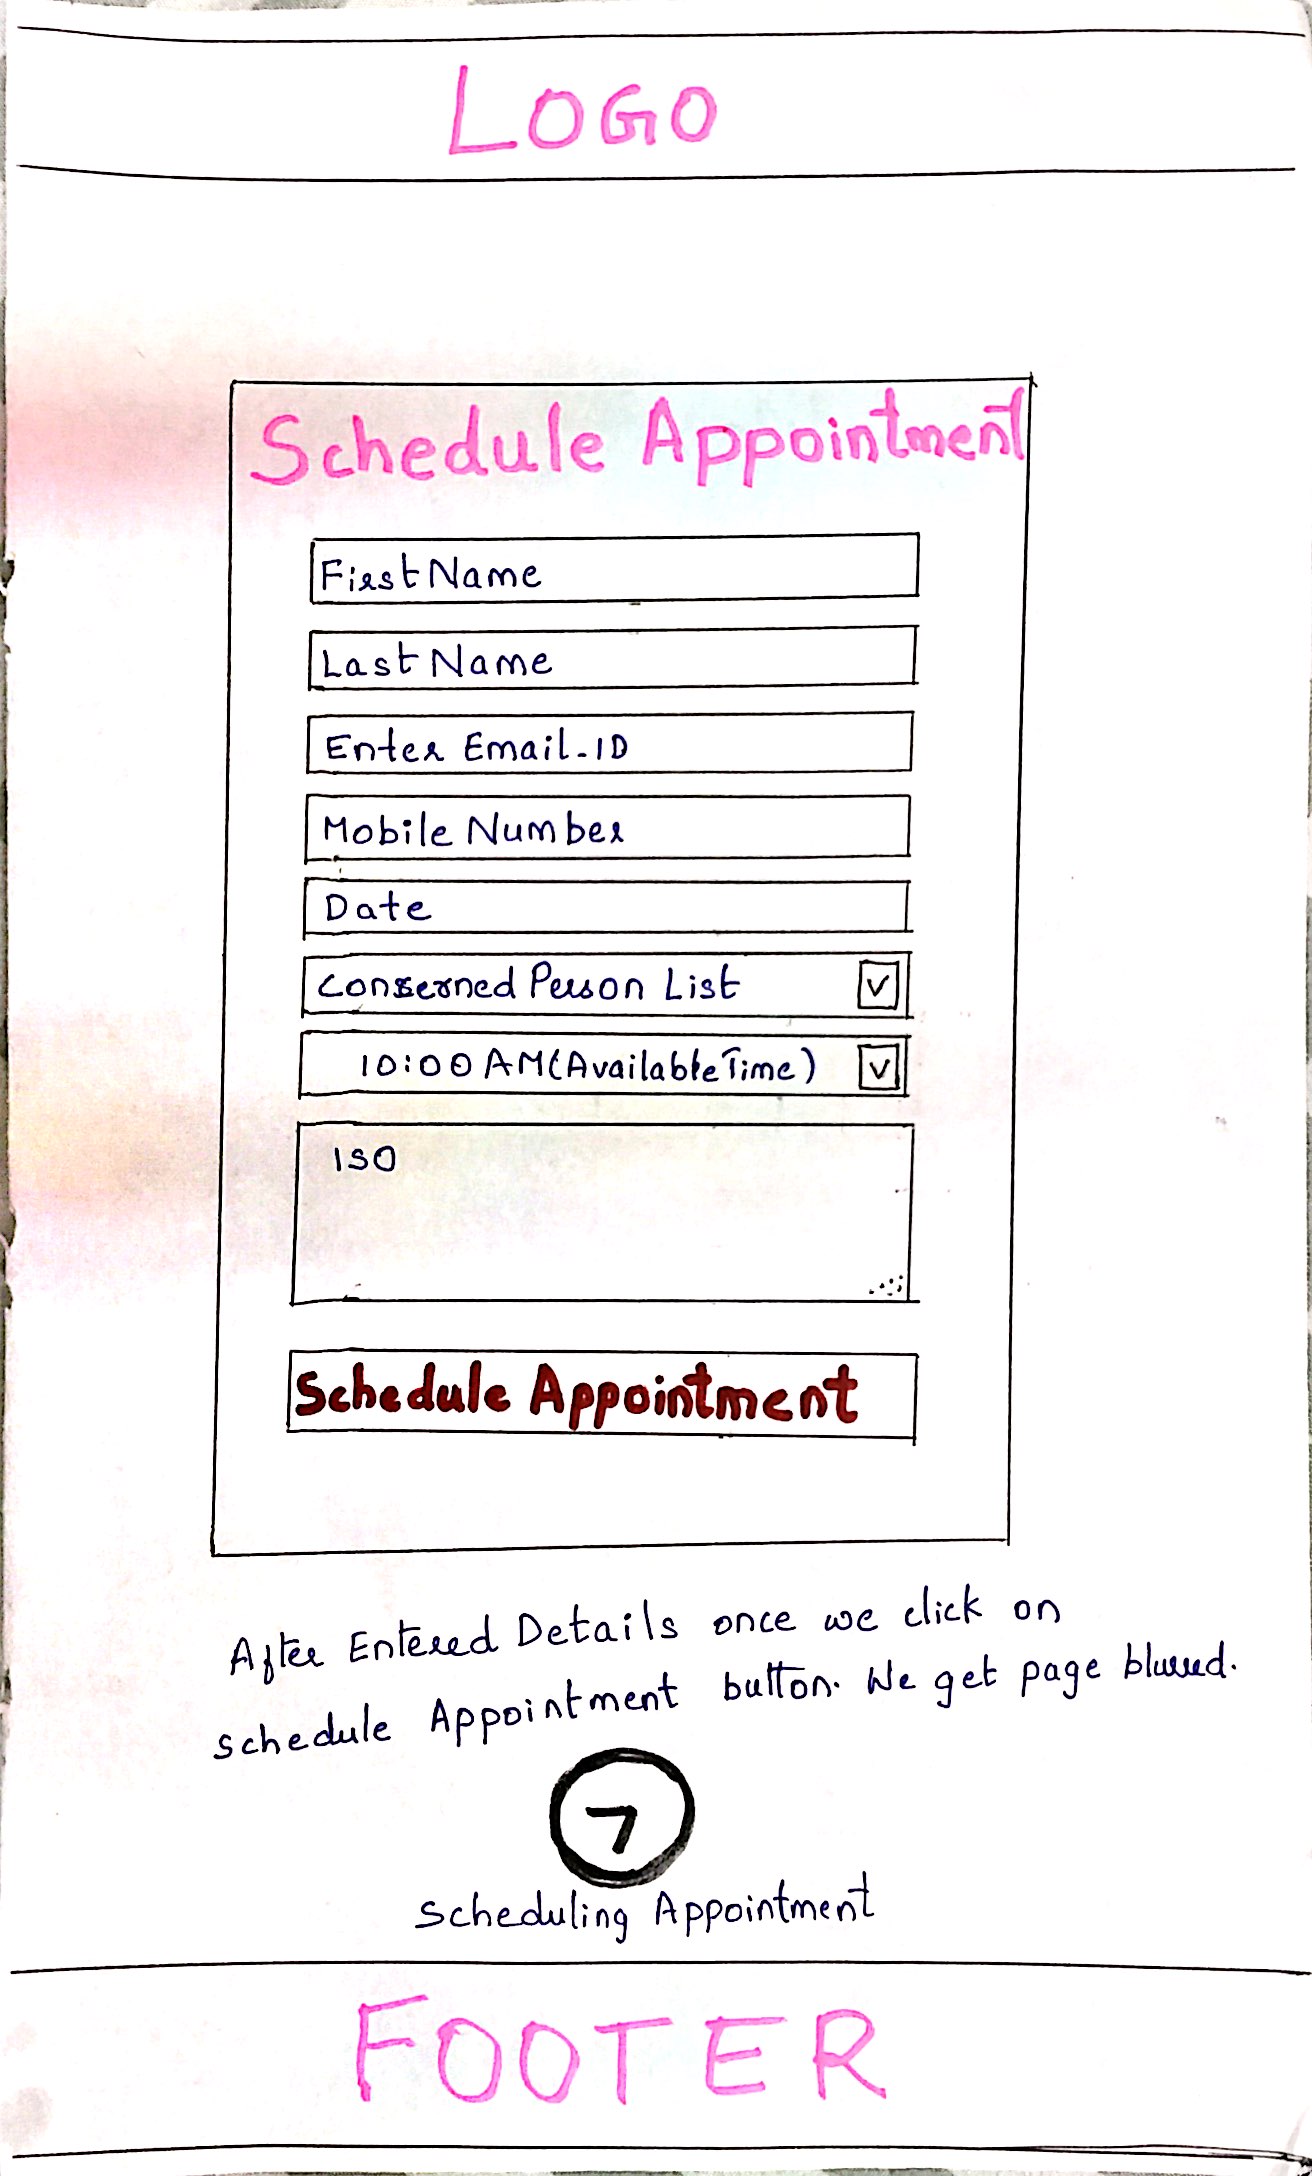 LOGO
Schedule Appointment
First Name
Last Name
Enter Email-ID
Mobile Number
Date
Conserned Person List
10:00 AM(Available Time)
ISO
Schedule Appointment
After Entered Details once we click on
schedule Appointment button. We get page blurred.
7
Scheduling Appointment
FOOTER